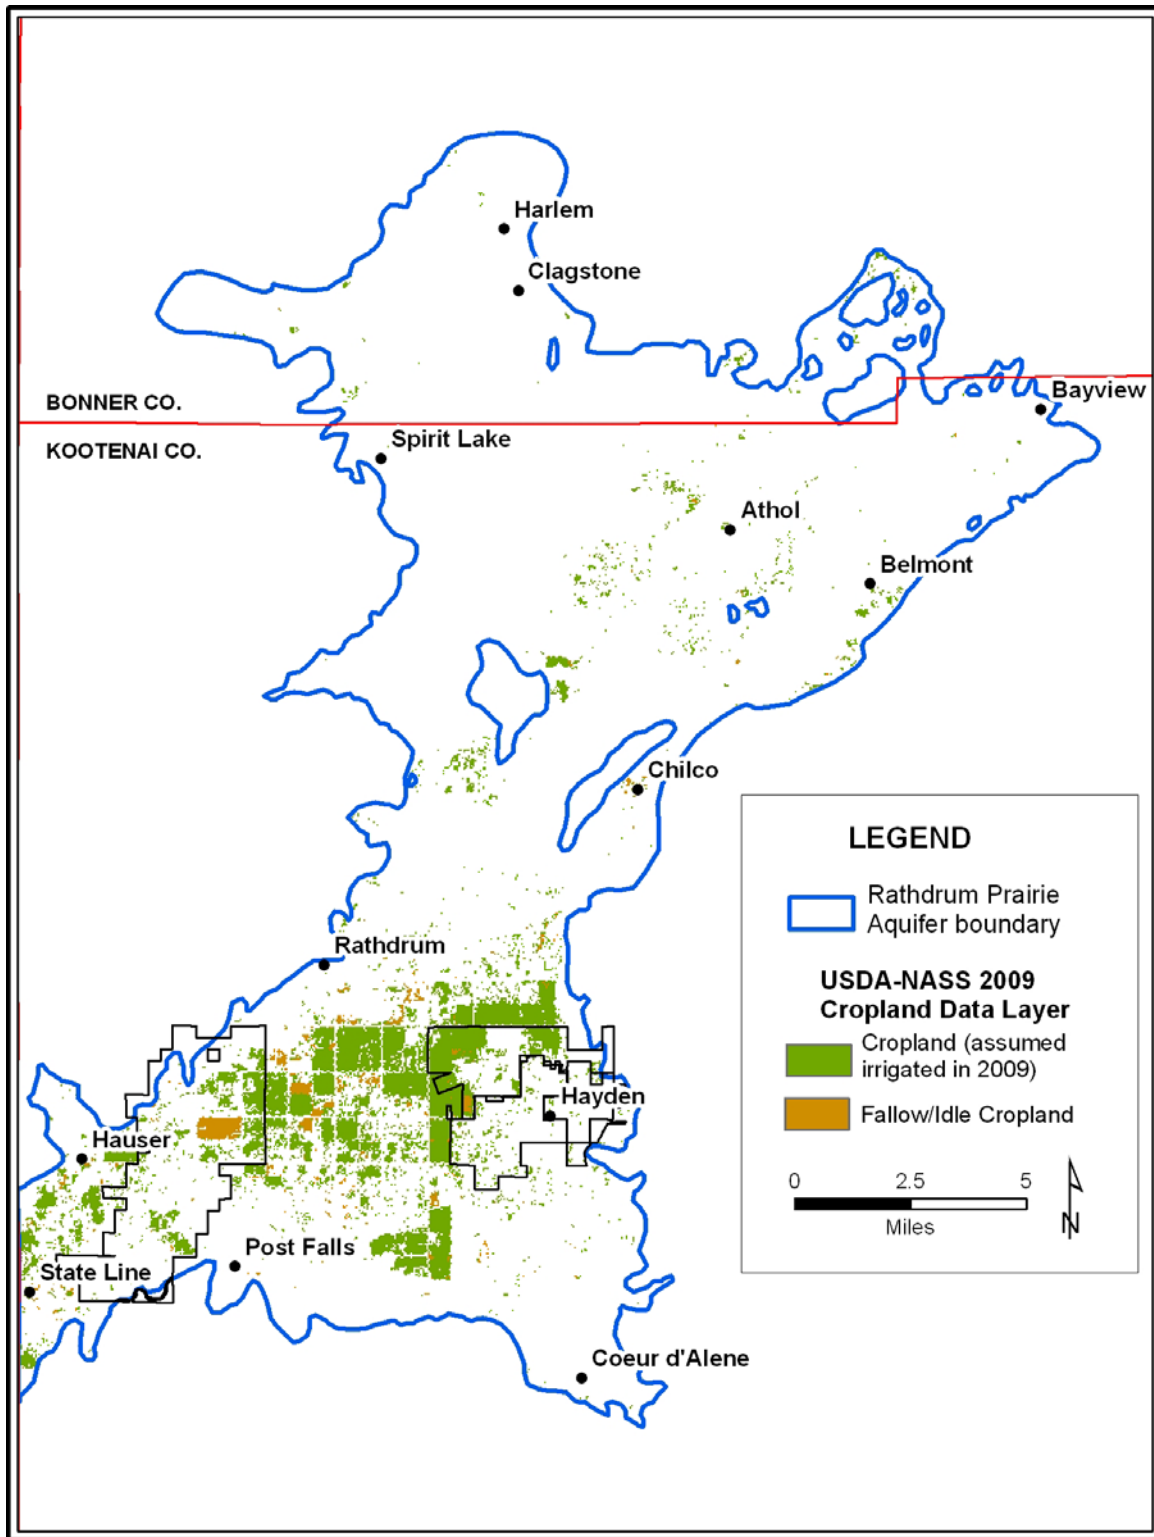 Harlem
Clagstone
BONNER CO.
Bayview
KOOTENAI CO.
Spirit Lake
Athol
Belmont
Chilco
LEGEND
Rathdrum Prairie
Aquifer boundary
USDA-NASS 2009
Cropland Data Layer
Cropland (assumed
irrigated in 2009)
Fallow/Idle Cropland
0 2.5 5
Miles
N
Rathdrum
Hayden
Hauser
Post Falls
State Line
Coeur d'Alene